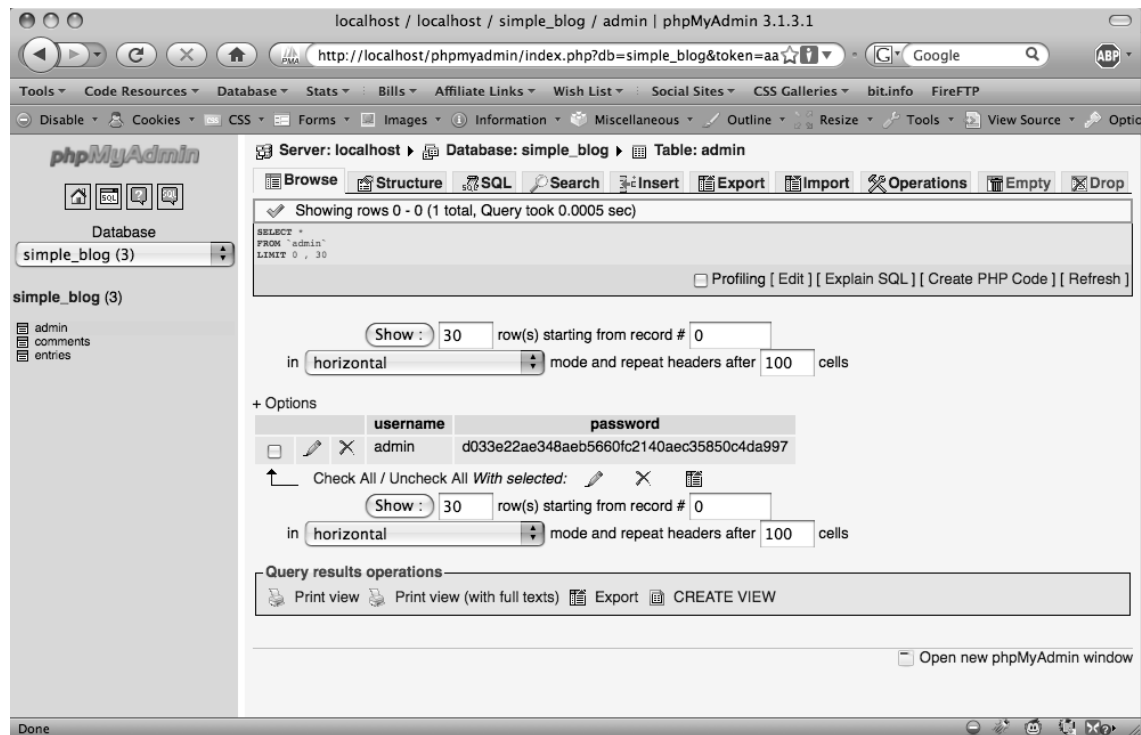 localhost / localhost / simple_blog / admin | phpMyAdmin 3.1.3.1
PMA http://localhost/phpmyadmin/index.php?db=simple_blog&token=aa G Google ABP
Tools Code Resources Database Stats Bills Affiliate Links Wish List Social Sites CSS Galleries bit.info FireFTP
Disable Cookies CSS Forms Images Information Miscellaneous Outline Resize Tools View Source Optic
phpMyAdmin
SQL
Database
simple_blog (3)
simple_blog (3)
admin
comments
entries
Server: localhost Database: simple_blog Table: admin
Browse Structure SQL Search Insert Export Import Operations Empty Drop
Showing rows 0 - 0 (1 total, Query took 0.0005 sec)
SELECT *
FROM `admin`
LIMIT 0 , 30
Profiling [ Edit ] [ Explain SQL ] [ Create PHP Code ] [ Refresh ]
Show : 30 row(s) starting from record # 0
in horizontal mode and repeat headers after 100 cells
+ Options
username password
admin d033e22ae348aeb5660fc2140aec35850c4da997
Check All / Uncheck All With selected:
Show : 30 row(s) starting from record # 0
in horizontal mode and repeat headers after 100 cells
Query results operations
Print view Print view (with full texts) Export CREATE VIEW
Open new phpMyAdmin window
Done